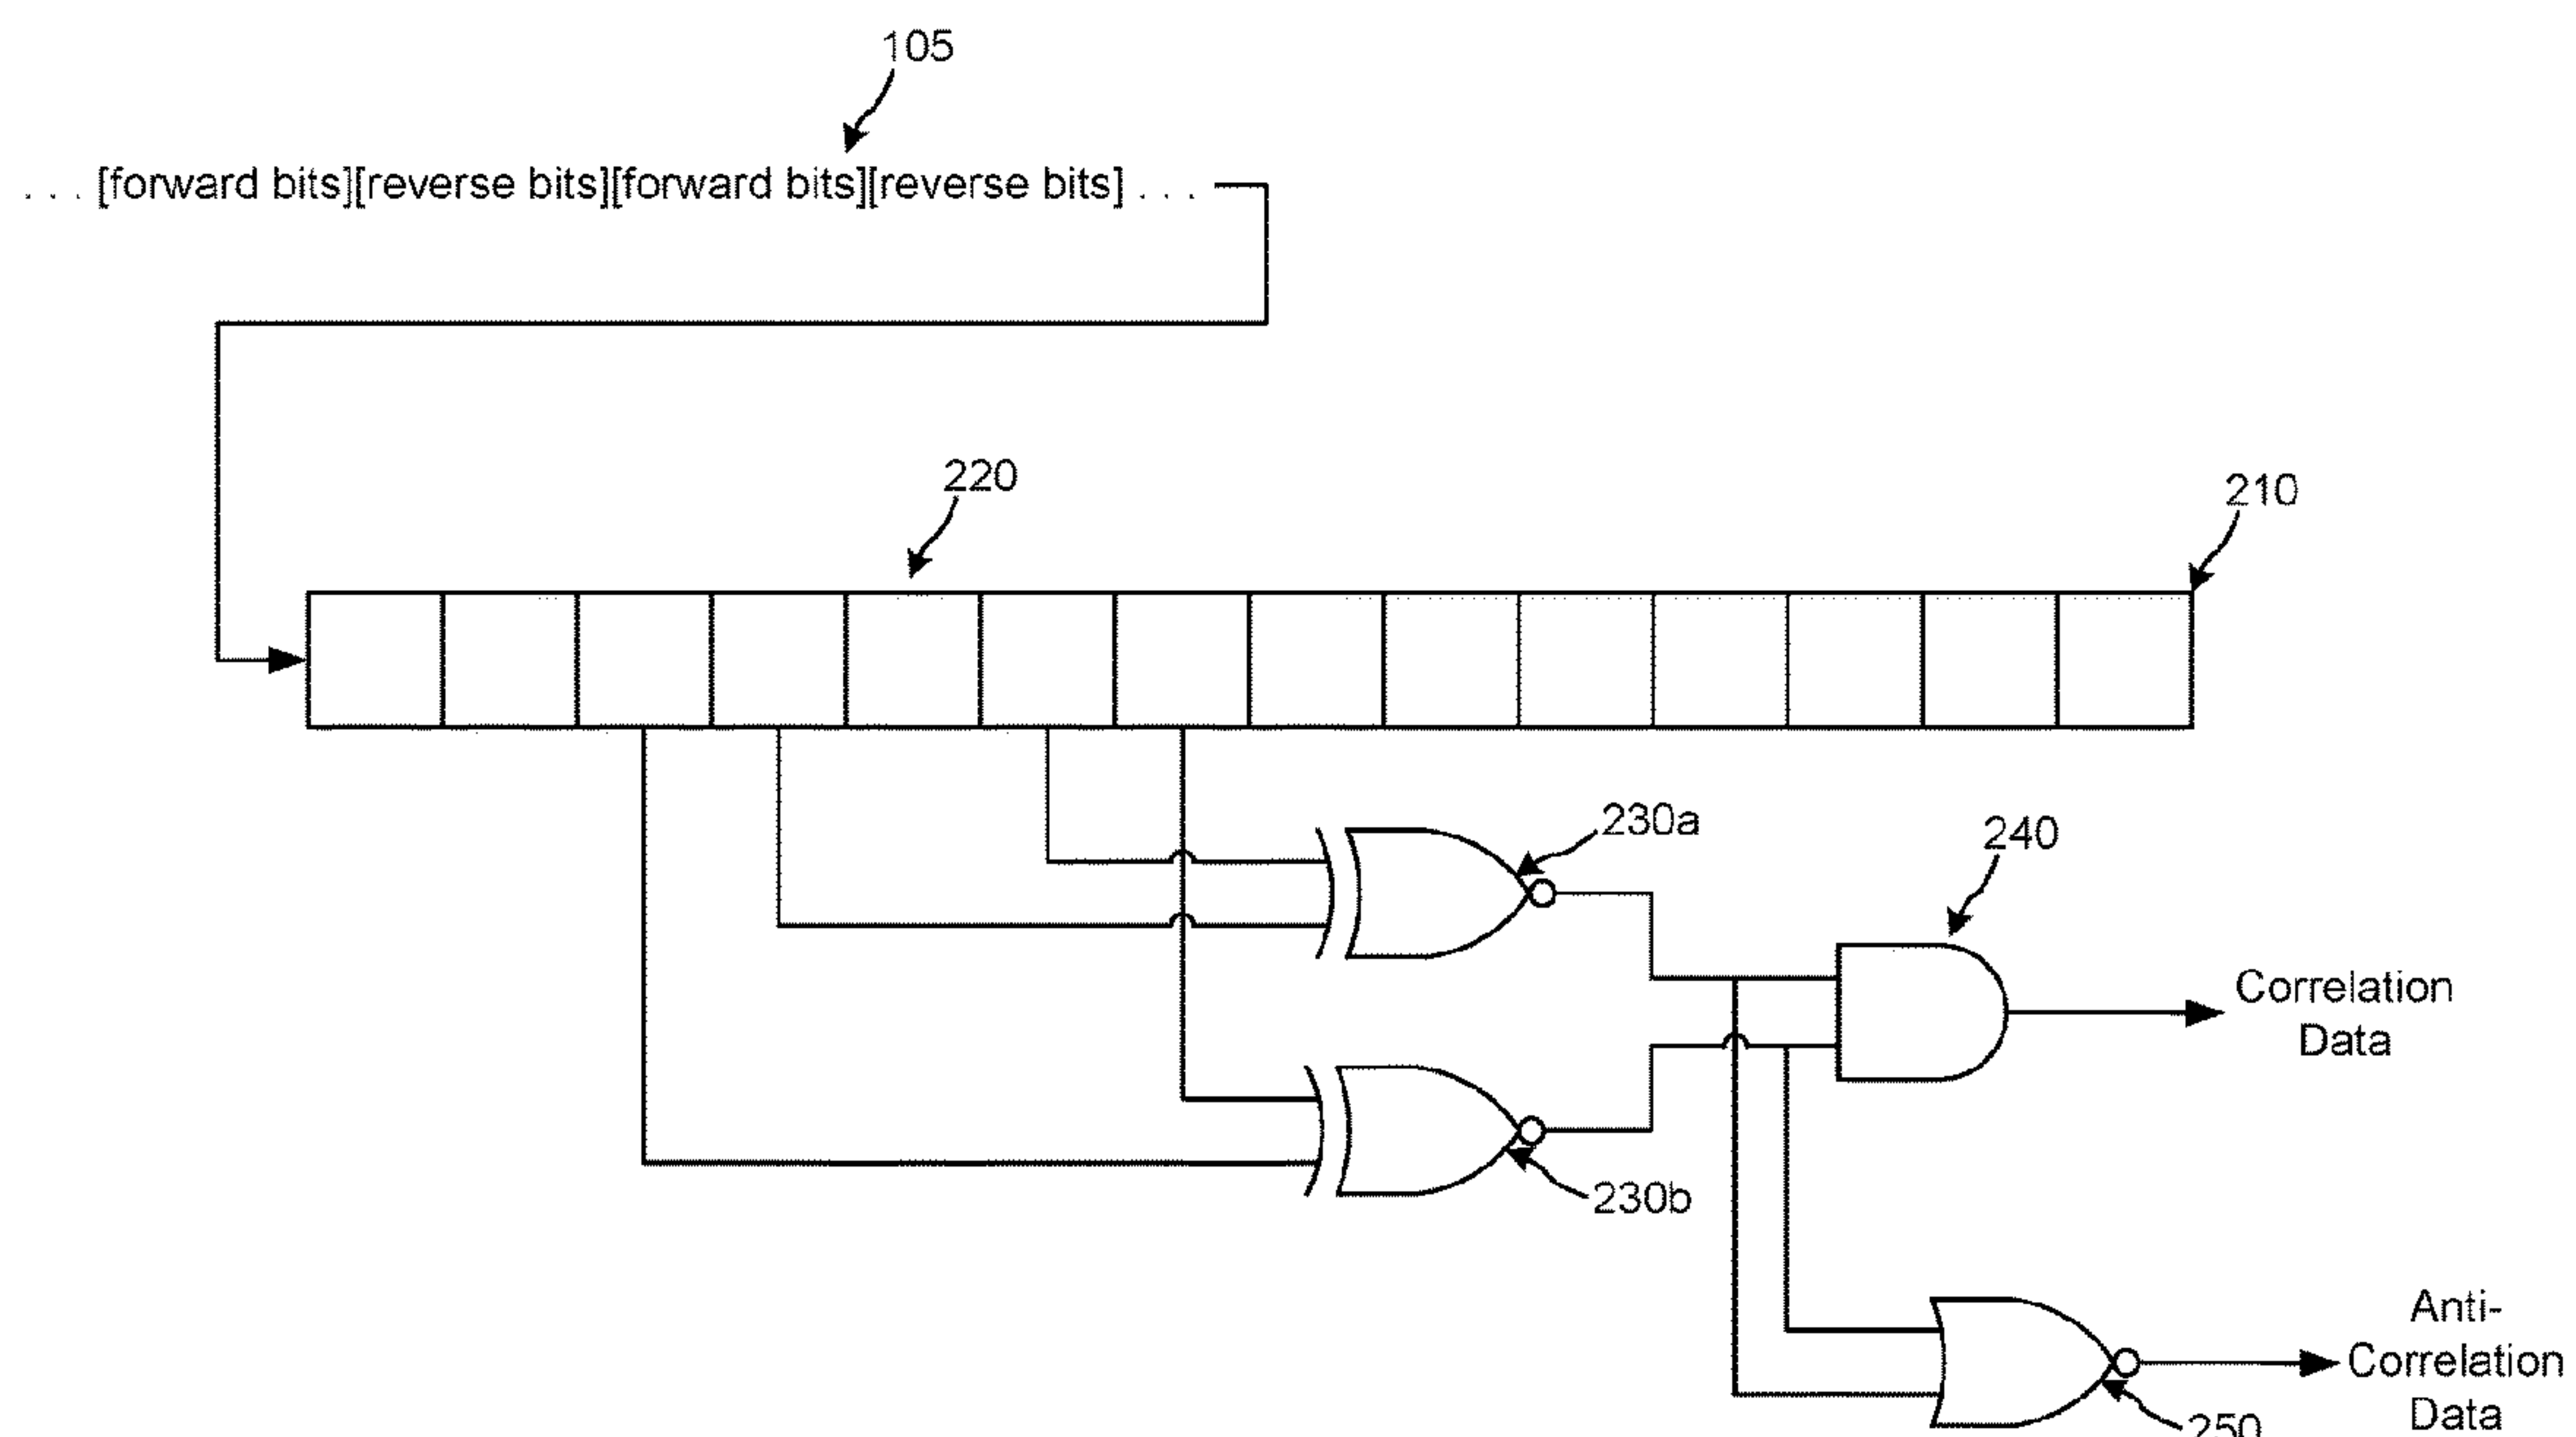 105
. . . [forward bits][reverse bits][forward bits][reverse bits] . . .
220
210
230a
240
Correlation
Data
230b
Anti-
Correlation
Data
250